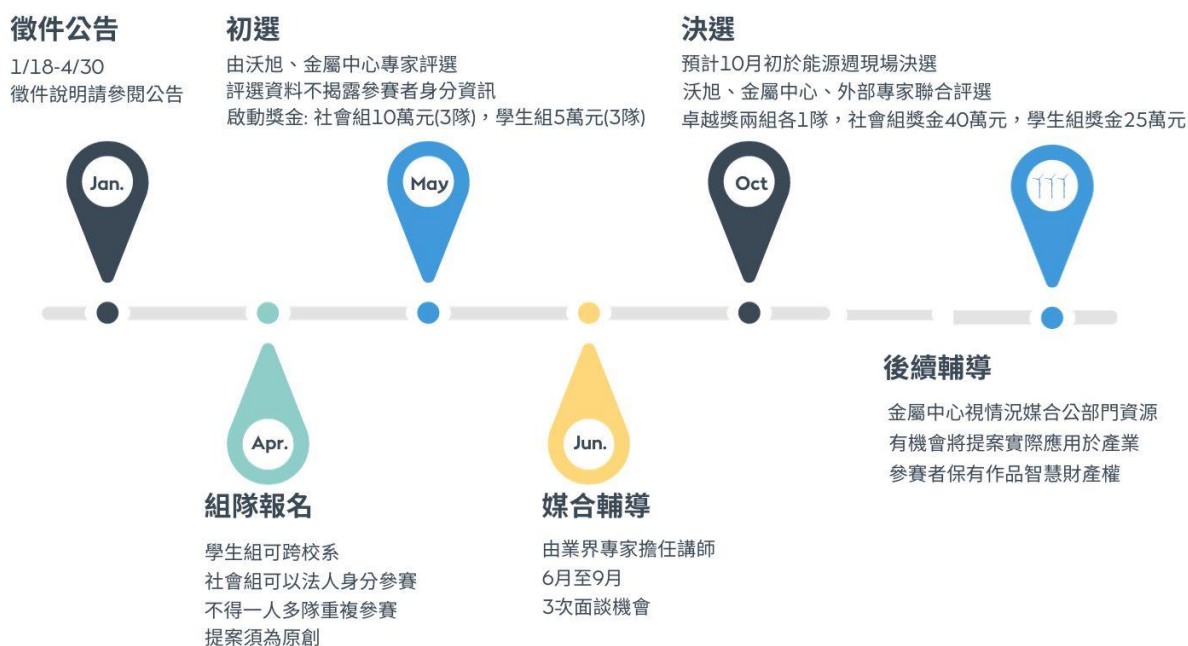 徵件公告
1/18-4/30
徵件說明請參閱公告
Jan.
組隊報名
學生組可跨校系
社會組可以法人身分參賽
不得一人多隊重複參賽
提案須為原創
Apr.
初選
由沃旭、金屬中心專家評選
評選資料不揭露參賽者身分資訊
啟動獎金: 社會組10萬元(3隊)，學生組5萬元(3隊)
May
媒合輔導
由業界專家擔任講師
6月至9月
3次面談機會
Jun.
決選
預計10月初於能源週現場決選
沃旭、金屬中心、外部專家聯合評選
卓越獎兩組各1隊，社會組獎金40萬元，學生組獎金25萬元
Oct
後續輔導
金屬中心視情況媒合公部門資源
有機會將提案實際應用於產業
參賽者保有作品智慧財產權